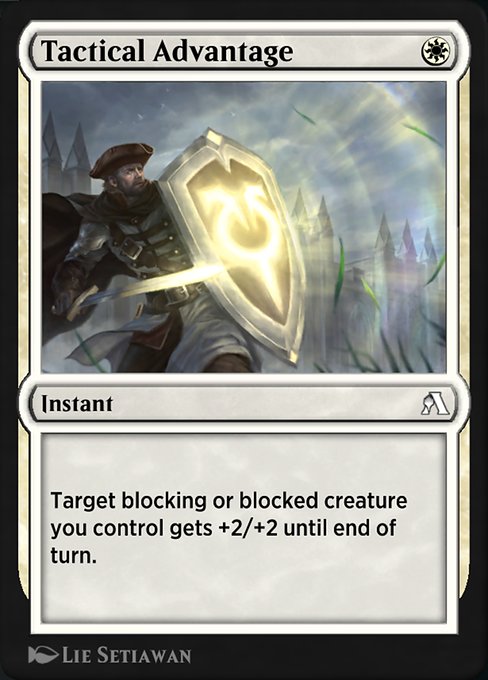 Tactical Advantage
Instant
Target blocking or blocked creature
you control gets +2/+2 until end of
turn.
Lie Setiawan